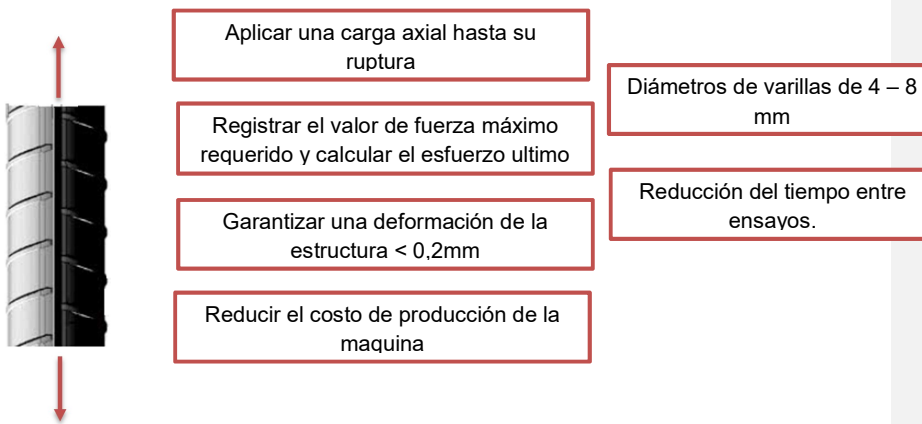 Aplicar una carga axial hasta su
ruptura
Registrar el valor de fuerza máximo
requerido y calcular el esfuerzo ultimo
Garantizar una deformación de la
estructura < 0,2mm
Reducir el costo de producción de la
maquina
Diámetros de varillas de 4 – 8
mm
Reducción del tiempo entre
ensayos.